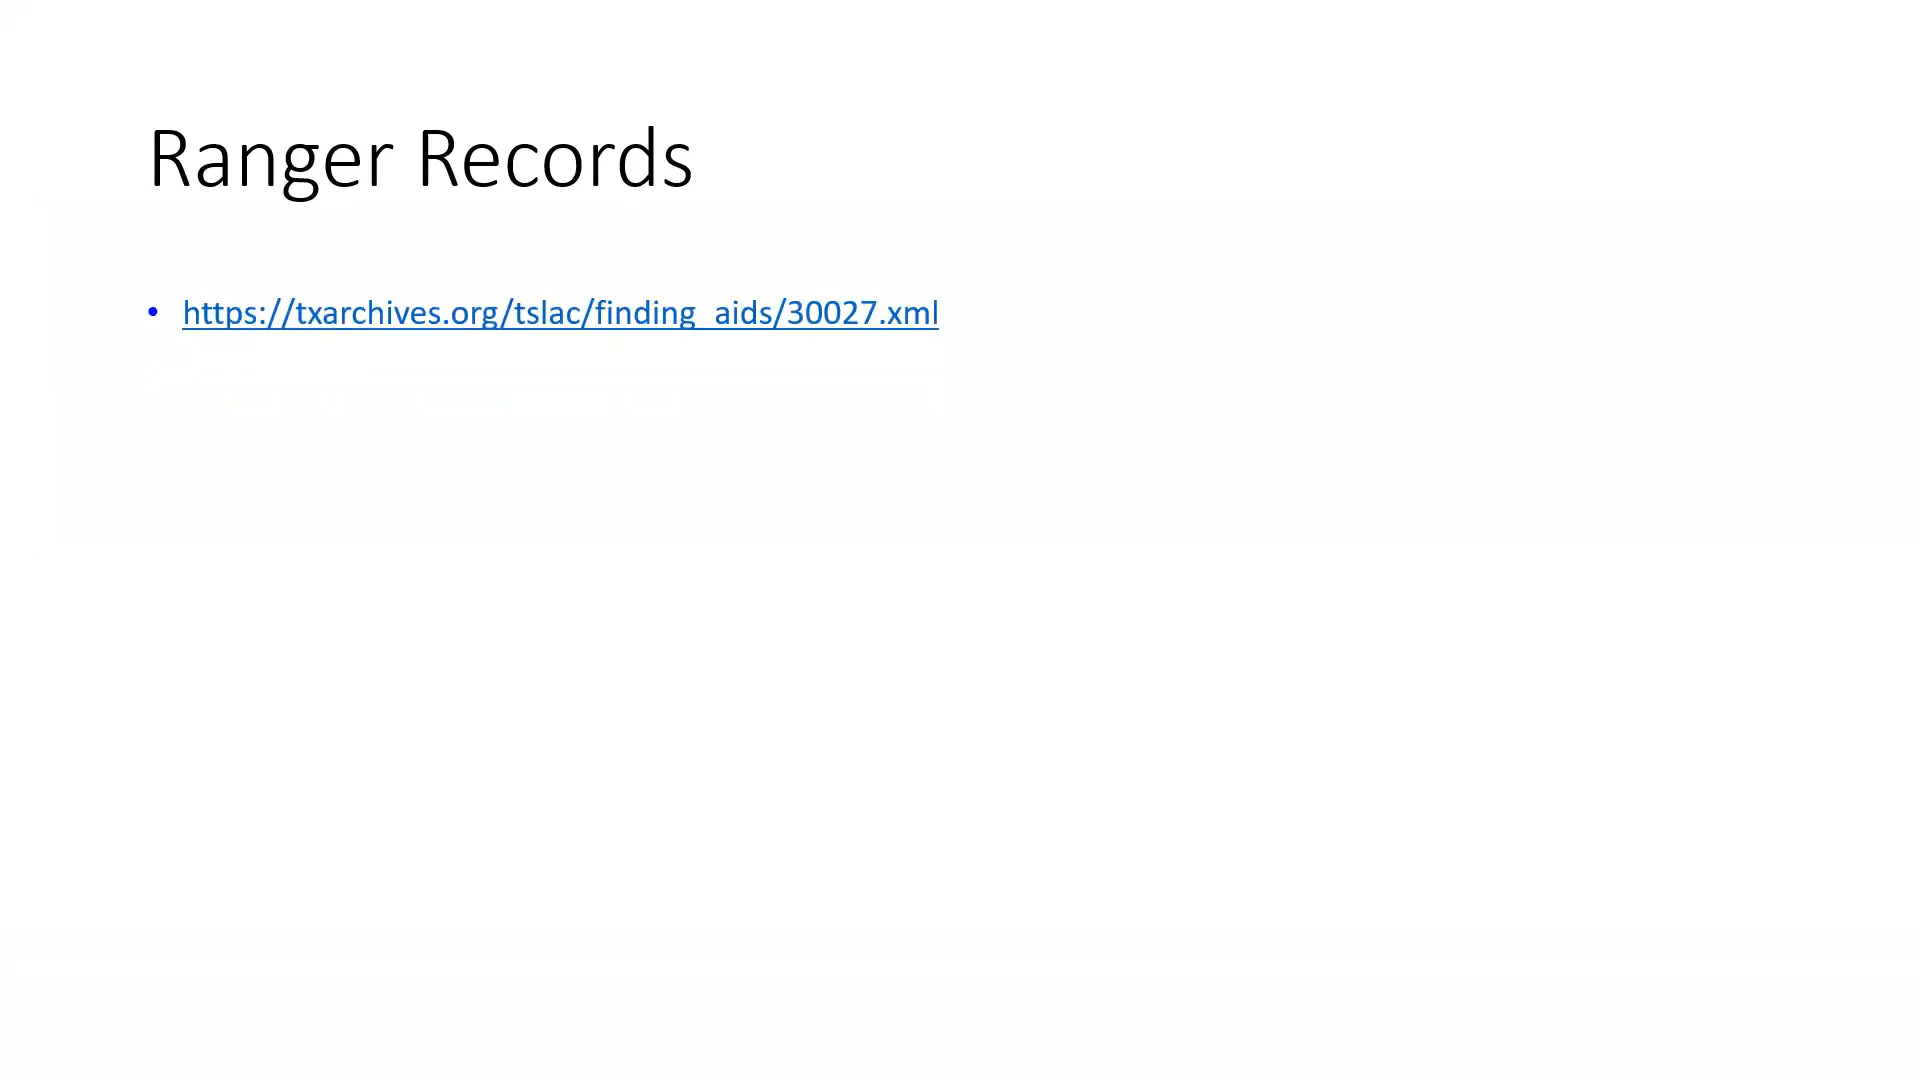 Ranger Records
• https://txarchives.org/tslac/finding_aids/30027.xml